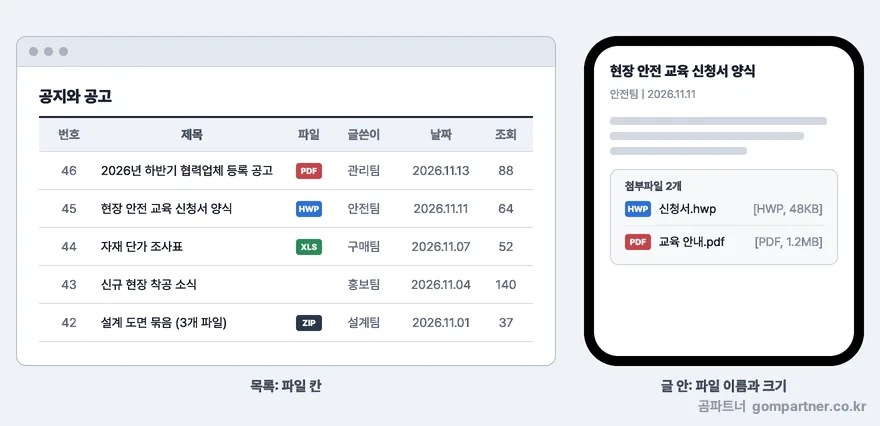 공지와 공고
번호 제목 파일 글쓴이 날짜 조회
46 2026년 하반기 협력업체 등록 공고 PDF 관리팀 2026.11.13 88
45 현장 안전 교육 신청서 양식 HWP 안전팀 2026.11.11 64
44 자재 단가 조사표 XLS 구매팀 2026.11.07 52
43 신규 현장 착공 소식 홍보팀 2026.11.04 140
42 설계 도면 묶음 (3개 파일) ZIP 설계팀 2026.11.01 37
목록: 파일 칸
현장 안전 교육 신청서 양식
안전팀 | 2026.11.11
첨부파일 2개
HWP 신청서.hwp [HWP, 48KB]
PDF 교육 안내.pdf [PDF, 1.2MB]
글 안: 파일 이름과 크기
곰파트너 gompartner.co.kr